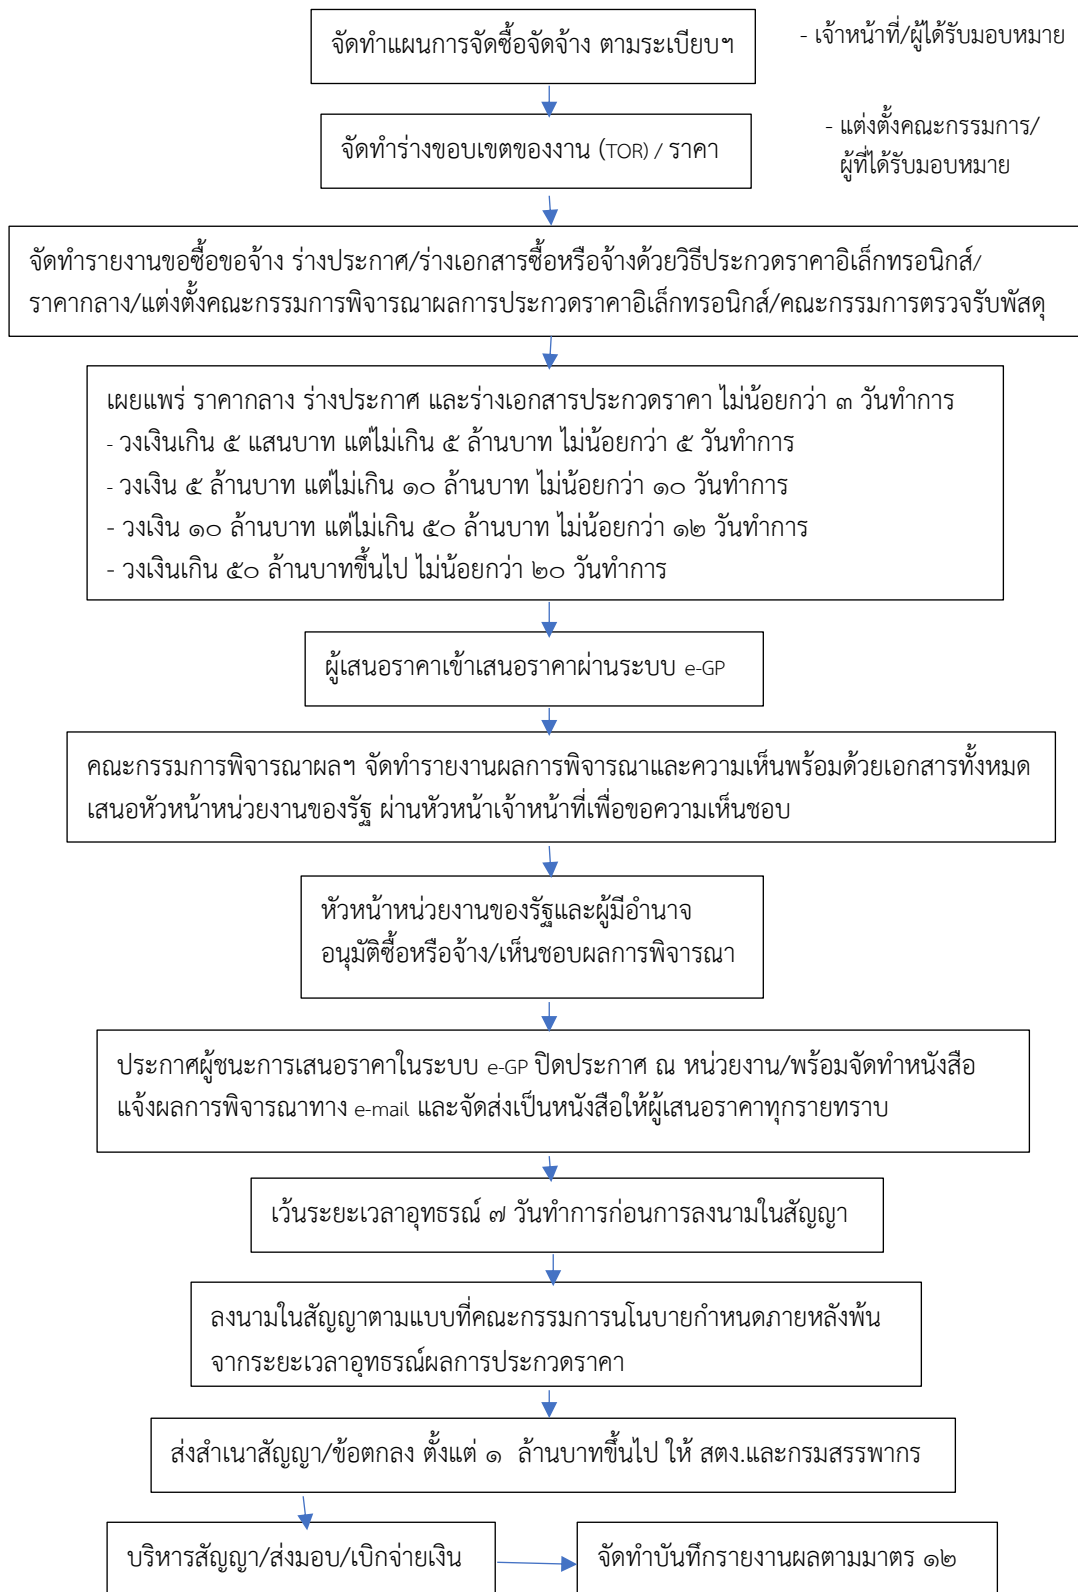 จัดทำแผนการจัดซื้อจัดจ้าง ตามระเบียบฯ
- เจ้าหน้าที่/ผู้ได้รับมอบหมาย
จัดทำร่างขอบเขตของงาน (TOR) / ราคา
- แต่งตั้งคณะกรรมการ/
ผู้ที่ได้รับมอบหมาย
จัดทำรายงานขอซื้อขอจ้าง ร่างประกาศ/ร่างเอกสารซื้อหรือจ้างด้วยวิธีประกวดราคาอิเล็กทรอนิกส์/
ราคากลาง/แต่งตั้งคณะกรรมการพิจารณาผลการประกวดราคาอิเล็กทรอนิกส์/คณะกรรมการตรวจรับพัสดุ
เผยแพร่ ราคากลาง ร่างประกาศ และร่างเอกสารประกวดราคา ไม่น้อยกว่า ๓ วันทำการ
- วงเงินเกิน ๕ แสนบาท แต่ไม่เกิน ๕ ล้านบาท ไม่น้อยกว่า ๕ วันทำการ
- วงเงิน ๕ ล้านบาท แต่ไม่เกิน ๑๐ ล้านบาท ไม่น้อยกว่า ๑๐ วันทำการ
- วงเงิน ๑๐ ล้านบาท แต่ไม่เกิน ๕๐ ล้านบาท ไม่น้อยกว่า ๑๒ วันทำการ
- วงเงินเกิน ๕๐ ล้านบาทขึ้นไป ไม่น้อยกว่า ๒๐ วันทำการ
ผู้เสนอราคาเข้าเสนอราคาผ่านระบบ e-GP
คณะกรรมการพิจารณาผลฯ จัดทำรายงานผลการพิจารณาและความเห็นพร้อมด้วยเอกสารทั้งหมด
เสนอหัวหน้าหน่วยงานของรัฐ ผ่านหัวหน้าเจ้าหน้าที่เพื่อขอความเห็นชอบ
หัวหน้าหน่วยงานของรัฐและผู้มีอำนาจ
อนุมัติซื้อหรือจ้าง/เห็นชอบผลการพิจารณา
ประกาศผู้ชนะการเสนอราคาในระบบ e-GP ปิดประกาศ ณ หน่วยงาน/พร้อมจัดทำหนังสือ
แจ้งผลการพิจารณาทาง e-mail และจัดส่งเป็นหนังสือให้ผู้เสนอราคาทุกรายทราบ
เว้นระยะเวลาอุทธรณ์ ๗ วันทำการก่อนการลงนามในสัญญา
ลงนามในสัญญาตามแบบที่คณะกรรมการนโนบายกำหนดภายหลังพ้น
จากระยะเวลาอุทธรณ์ผลการประกวดราคา
ส่งสำเนาสัญญา/ข้อตกลง ตั้งแต่ ๑ ล้านบาทขึ้นไป ให้ สตง.และกรมสรรพากร
บริหารสัญญา/ส่งมอบ/เบิกจ่ายเงิน
จัดทำบันทึกรายงานผลตามมาตร ๑๒